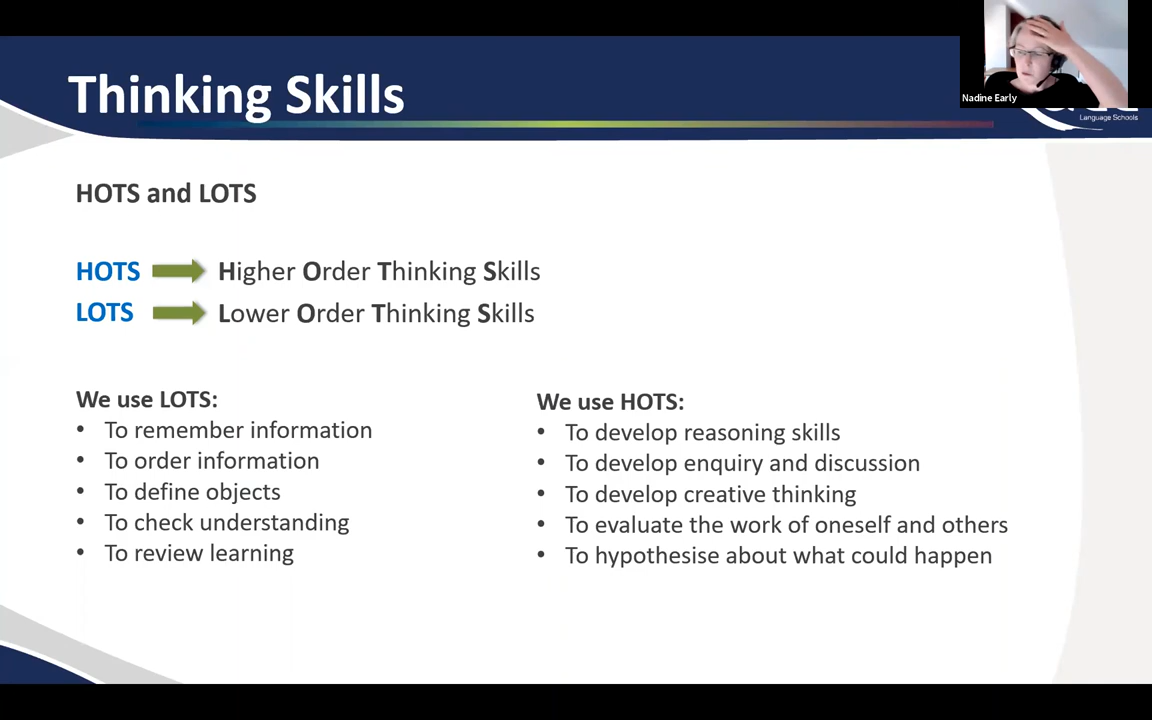 Thinking Skills
Nadine Early
Language Schools
HOTS and LOTS
HOTS Higher Order Thinking Skills
LOTS Lower Order Thinking Skills
We use LOTS:
• To remember information
• To order information
• To define objects
• To check understanding
• To review learning
We use HOTS:
• To develop reasoning skills
• To develop enquiry and discussion
• To develop creative thinking
• To evaluate the work of oneself and others
• To hypothesise about what could happen